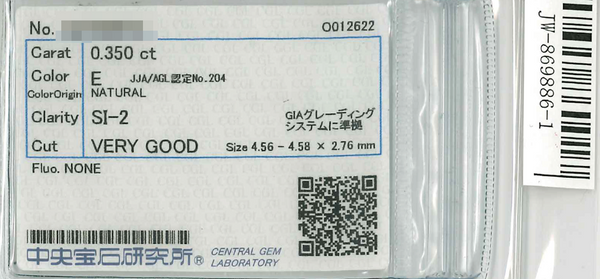 No.
O012622
Carat 0.350 ct
Color E JJA/AGL認定No.204
ColorOrigin NATURAL
Clarity SI-2
GIAグレーディング
システムに準拠
Cut VERY GOOD Size 4.56 - 4.58 × 2.76 mm
Fluo. NONE
中央宝石研究所® CENTRAL GEM
LABORATORY
JW-869886-1